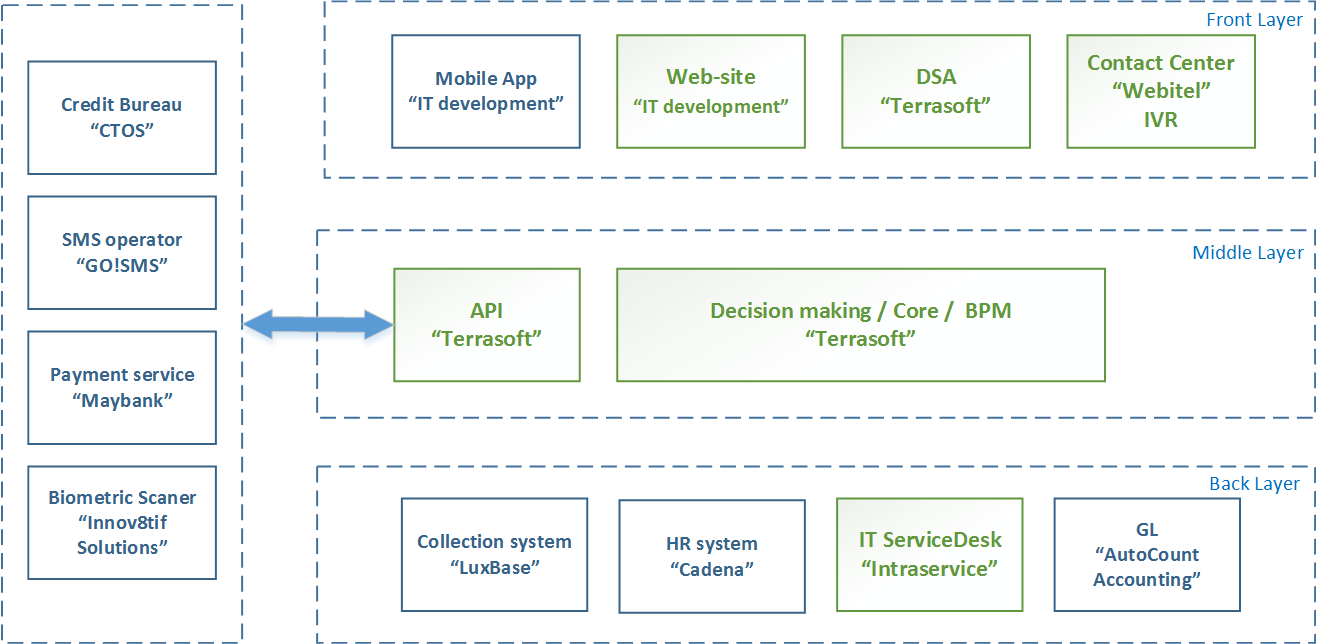 Credit Bureau
“CTOS”
SMS operator
“GO!SMS”
Payment service
“Maybank”
Biometric Scaner
“Innov8tif
Solutions”
Front Layer
Mobile App
“IT development”
Web-site
“IT development”
DSA
“Terrasoft”
Contact Center
“Webitel”
IVR
Middle Layer
API
“Terrasoft”
Decision making / Core / BPM
“Terrasoft”
Back Layer
Collection system
“LuxBase”
HR system
“Cadena”
IT ServiceDesk
“Intraservice”
GL
“AutoCount
Accounting”